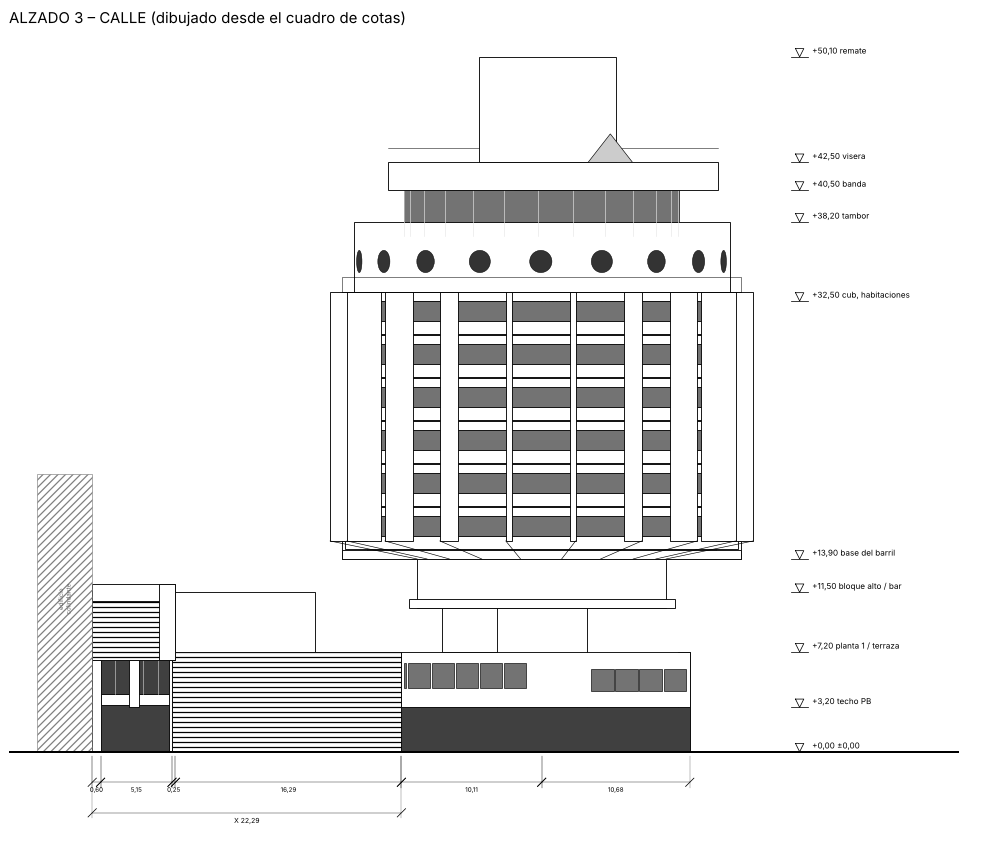 ALZADO 3 – CALLE (dibujado desde el cuadro de cotas)
+50,10 remate
+42,50 visera
+40,50 banda
+38,20 tambor
+32,50 cub, habitaciones
+13,90 base del barril
+11,50 bloque alto / bar
+7,20 planta 1 / terraza
+3,20 techo PB
+0,00 ±0,00
0,60 5,15 0,25 16,29 10,11 10,68
X 22,29